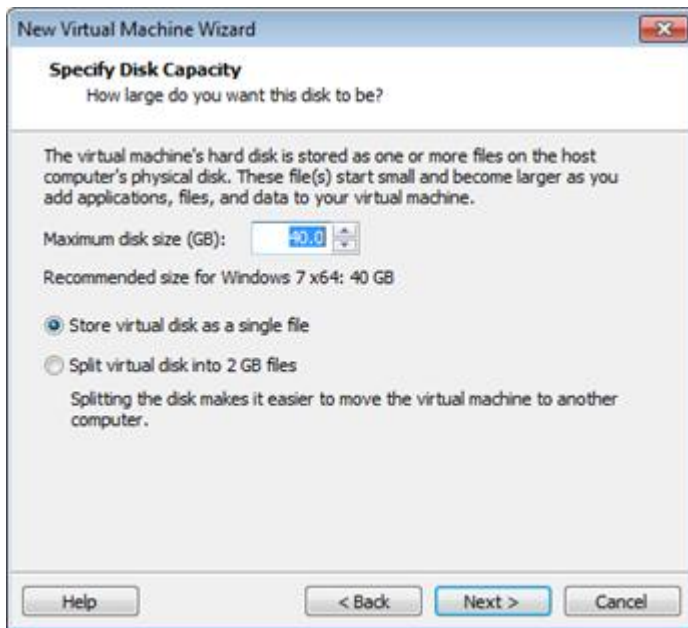 New Virtual Machine Wizard
Specify Disk Capacity
How large do you want this disk to be?
The virtual machine's hard disk is stored as one or more files on the host
computer's physical disk. These file(s) start small and become larger as you
add applications, files, and data to your virtual machine.
Maximum disk size (GB): 40.0
Recommended size for Windows 7 x64: 40 GB
Store virtual disk as a single file
Split virtual disk into 2 GB files
Splitting the disk makes it easier to move the virtual machine to another
computer.
Help < Back Next > Cancel